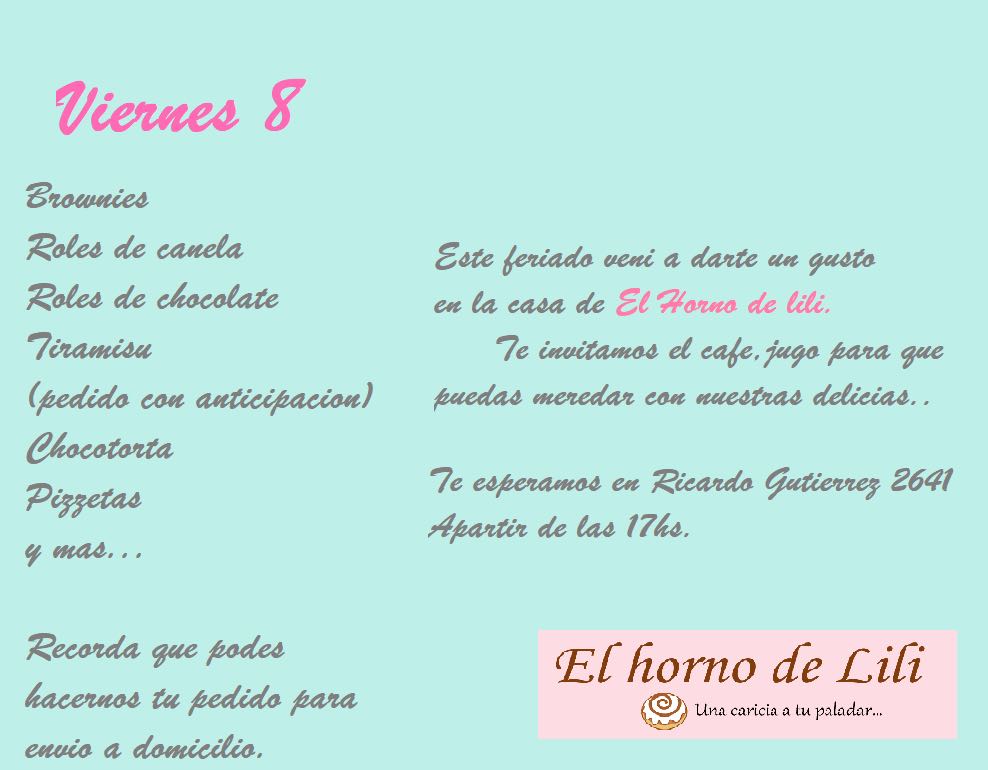 Viernes 8
Brownies
Roles de canela
Roles de chocolate
Tiramisu
(pedido con anticipacion)
Chocotorta
Pizzetas
y mas...
Recorda que podes
hacernos tu pedido para
envio a domicilio.
Este feriado veni a darte un gusto
en la casa de El Horno de lili.
Te invitamos el cafe,jugo para que
puedas meredar con nuestras delicias..
Te esperamos en Ricardo Gutierrez 2641
Apartir de las 17hs.
El horno de Lili
Una caricia a tu paladar...